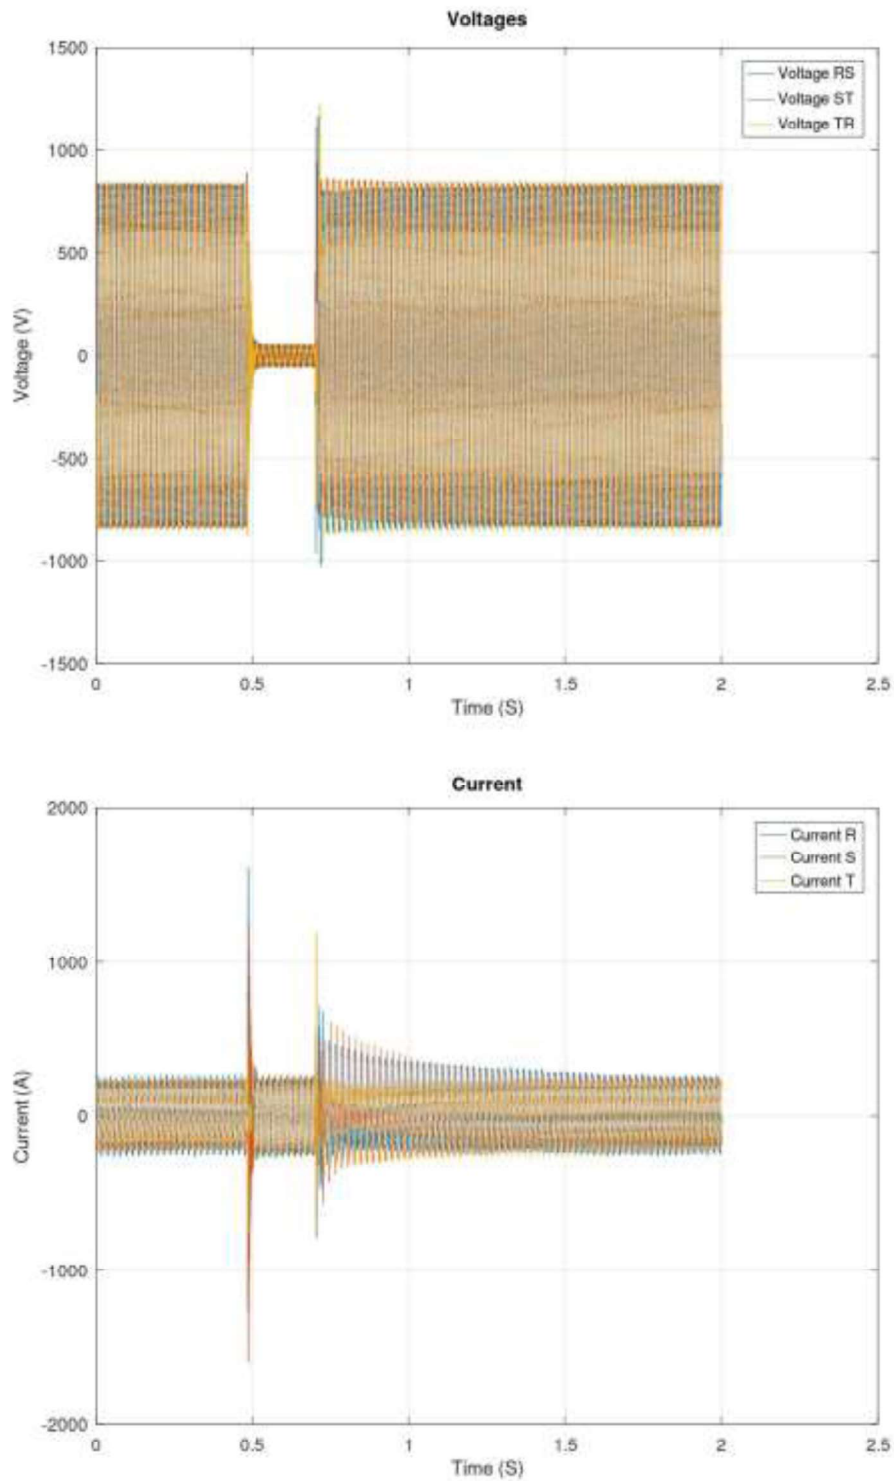 Voltages
1500
1000
500
0
-500
-1000
-1500
Voltage (V)
Voltage RS
Voltage ST
Voltage TR
0 0.5 1 1.5 2 2.5
Time (S)
Current
2000
1000
0
-1000
-2000
Current (A)
Current R
Current S
Current T
0 0.5 1 1.5 2 2.5
Time (S)